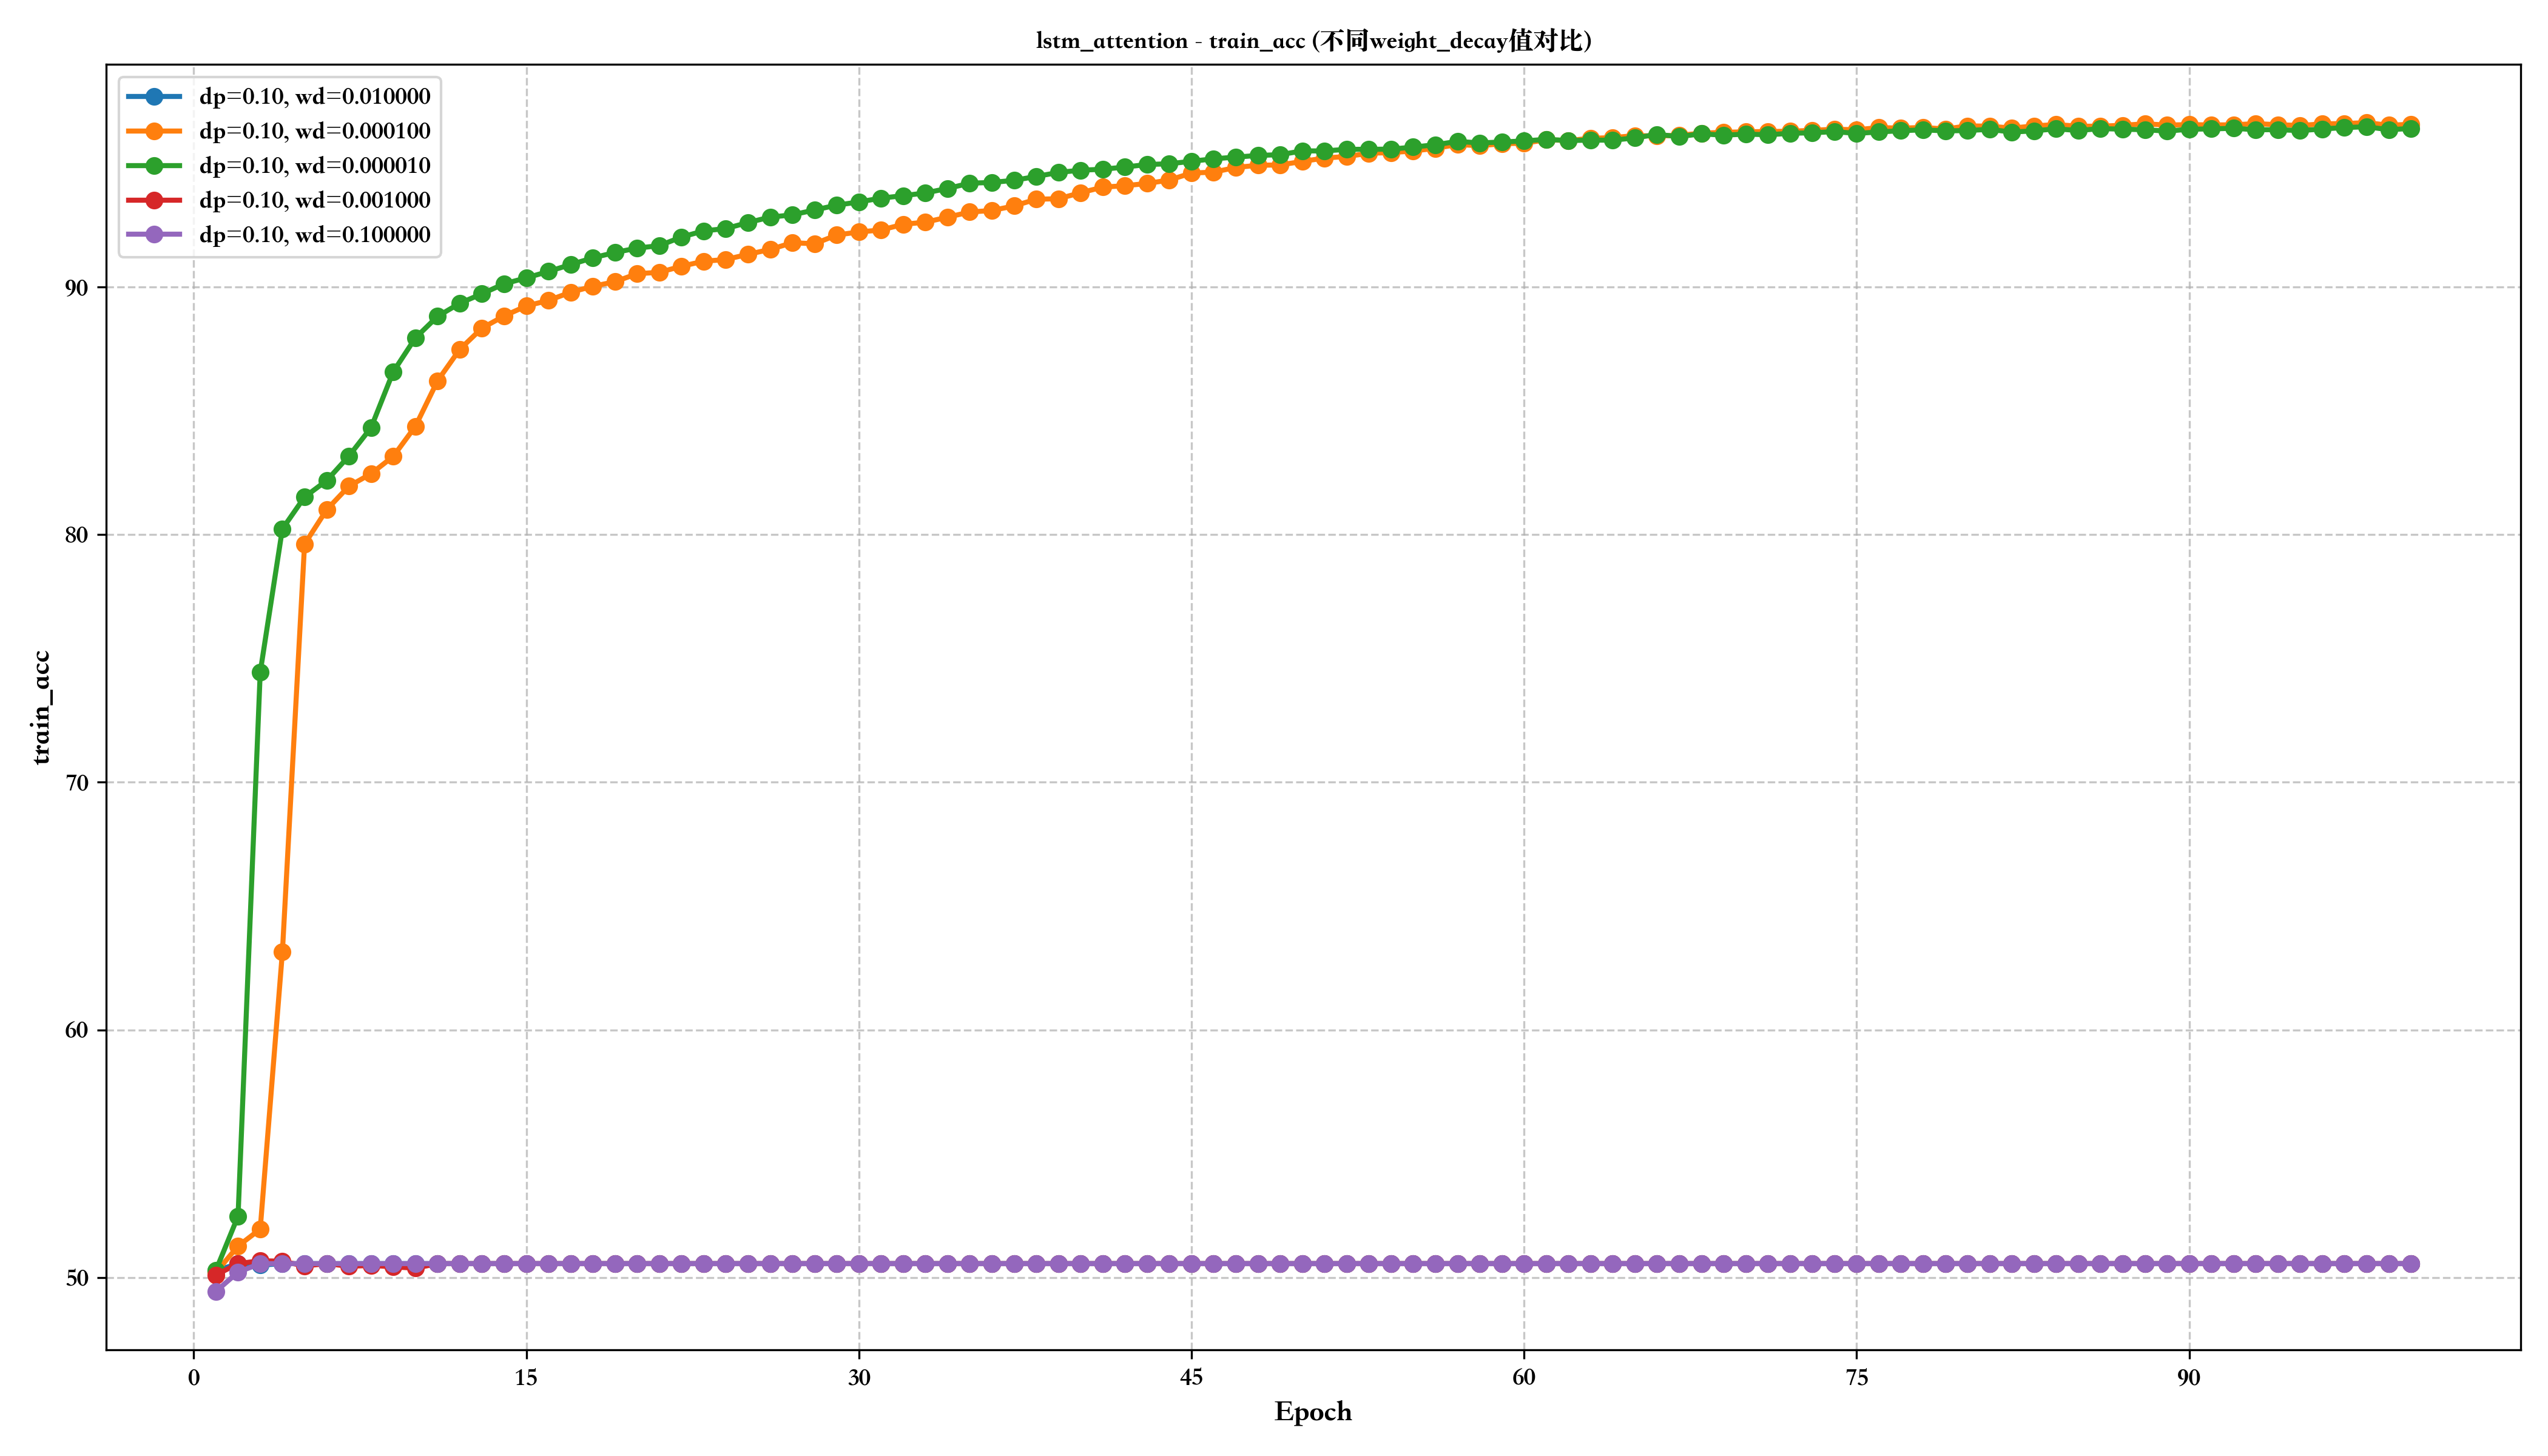 lstm_attention - train_acc (不同weight_decay值对比)
dp=0.10, wd=0.010000
dp=0.10, wd=0.000100
dp=0.10, wd=0.000010
dp=0.10, wd=0.001000
dp=0.10, wd=0.100000
90
80
70
60
50
train_acc
0 15 30 45 60 75 90
Epoch